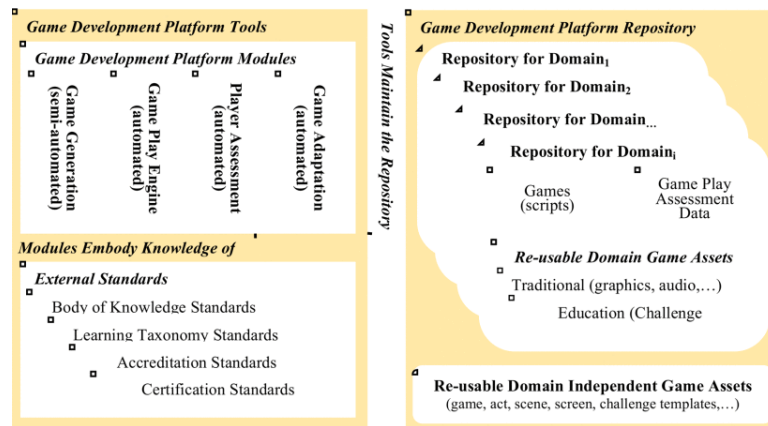 Game Development Platform Tools
Game Development Platform Modules
Game Generation
(semi-automated)
Game Play Engine
(automated)
Player Assessment
(automated)
Game Adaptation
(automated)
Modules Embody Knowledge of
External Standards
Body of Knowledge Standards
Learning Taxonomy Standards
Accreditation Standards
Certification Standards
Tools Maintain the Repository
Game Development Platform Repository
Repository for Domain₁
Repository for Domain₂
Repository for Domain...
Repository for Domainᵢ
Games
(scripts)
Game Play
Assessment
Data
Re-usable Domain Game Assets
Traditional (graphics, audio,…)
Education (Challenge
Re-usable Domain Independent Game Assets
(game, act, scene, screen, challenge templates,…)